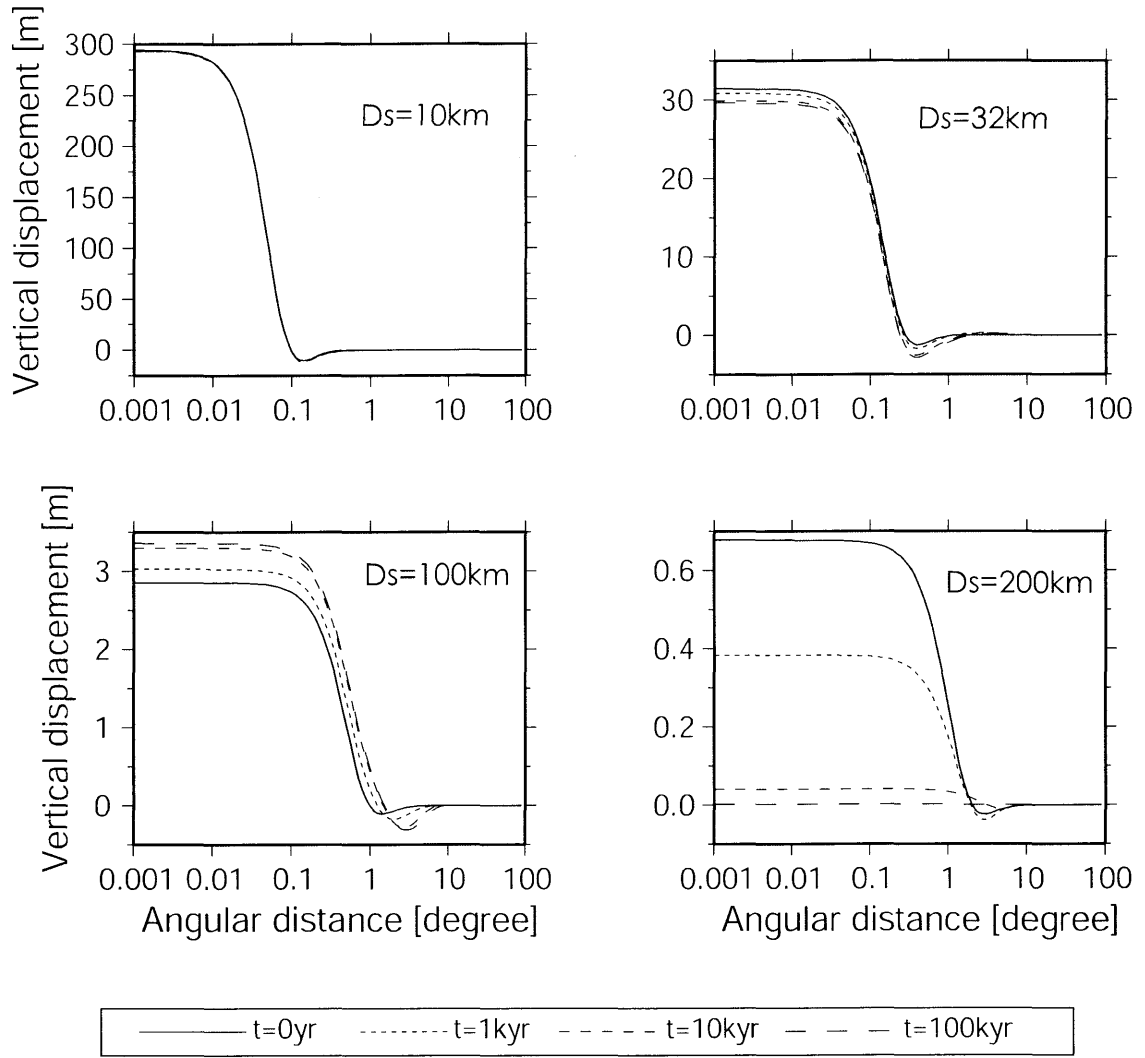 Vertical displacement [m]
300
250
200
150
100
50
0
Ds=10km
0.001 0.01 0.1 1 10 100
30
20
10
0
Ds=32km
0.001 0.01 0.1 1 10 100
Vertical displacement [m]
3
2
1
0
Ds=100km
0.001 0.01 0.1 1 10 100
Angular distance [degree]
0.6
0.4
0.2
0.0
Ds=200km
0.001 0.01 0.1 1 10 100
Angular distance [degree]
t=0yr t=1kyr t=10kyr t=100kyr